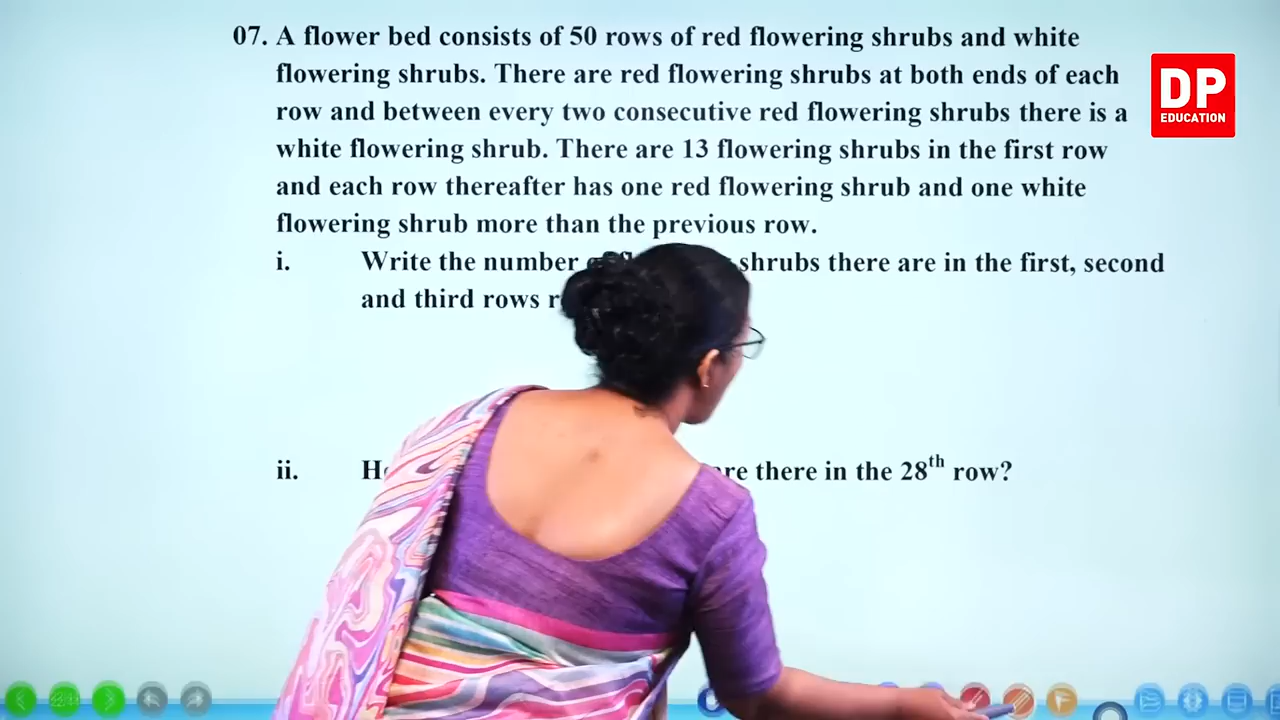 07. A flower bed consists of 50 rows of red flowering shrubs and white
flowering shrubs. There are red flowering shrubs at both ends of each
row and between every two consecutive red flowering shrubs there is a
white flowering shrub. There are 13 flowering shrubs in the first row
and each row thereafter has one red flowering shrub and one white
flowering shrub more than the previous row.
i. Write the number shrubs there are in the first, second
and third rows
ii. there in the 28th row?
DP
EDUCATION